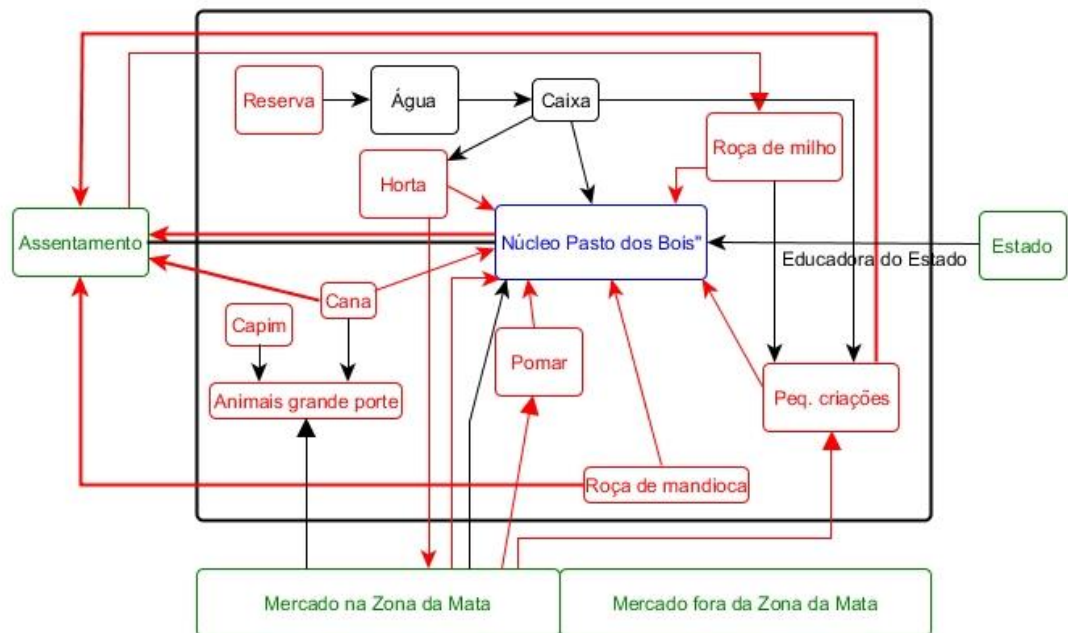 Reserva
Água
Caixa
Roça de milho
Horta
Assentamento
Núcleo Pasto dos Bois"
Educadora do Estado
Estado
Cana
Capim
Pomar
Animais grande porte
Peq. criações
Roça de mandioca
Mercado na Zona da Mata
Mercado fora da Zona da Mata